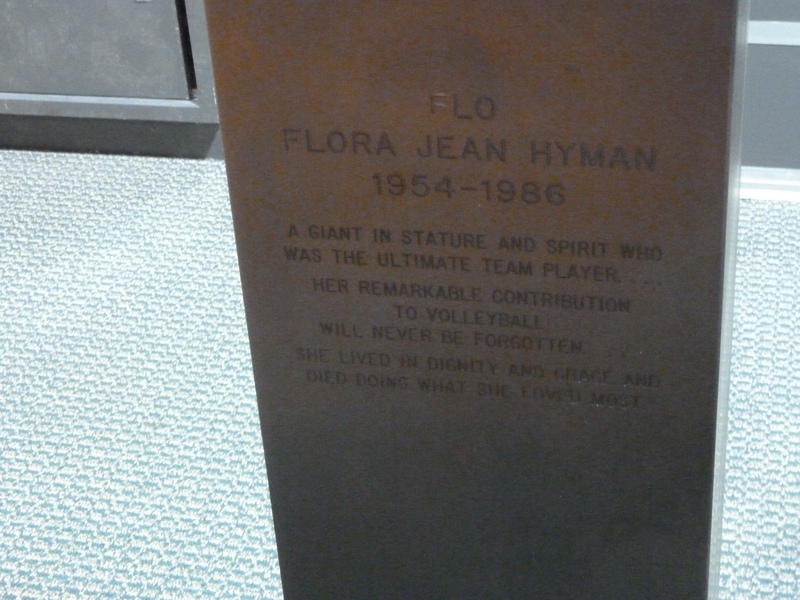 FLO
FLORA JEAN HYMAN
1954-1986
A GIANT IN STATURE AND SPIRIT WHO
WAS THE ULTIMATE TEAM PLAYER. . . .
HER REMARKABLE CONTRIBUTION
TO VOLLEYBALL
WILL NEVER BE FORGOTTEN. . . .
SHE LIVED IN DIGNITY AND GRACE AND
DIED DOING WHAT SHE LOVED MOST.